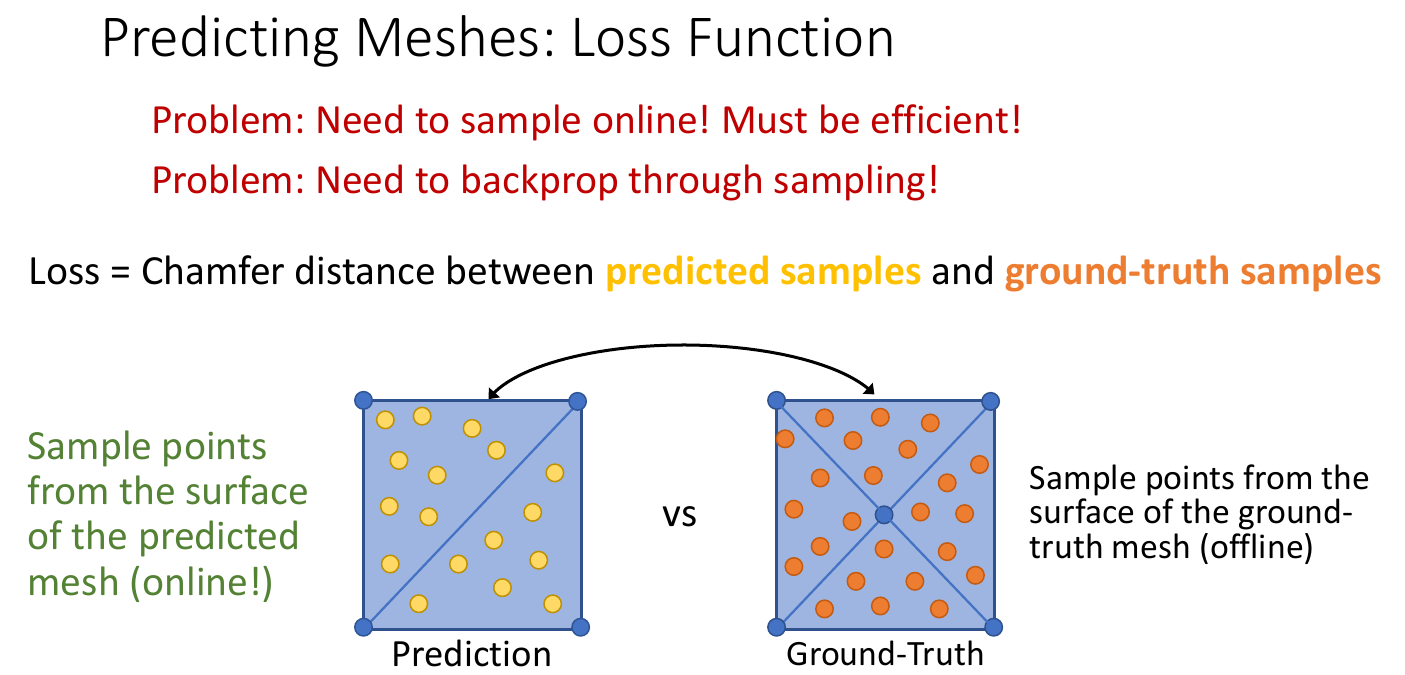 Predicting Meshes: Loss Function
Problem: Need to sample online! Must be efficient!
Problem: Need to backprop through sampling!
Loss = Chamfer distance between predicted samples and ground-truth samples
Sample points
from the surface
of the predicted
mesh (online!)
vs
Sample points from the
surface of the ground-
truth mesh (offline)
Prediction
Ground-Truth